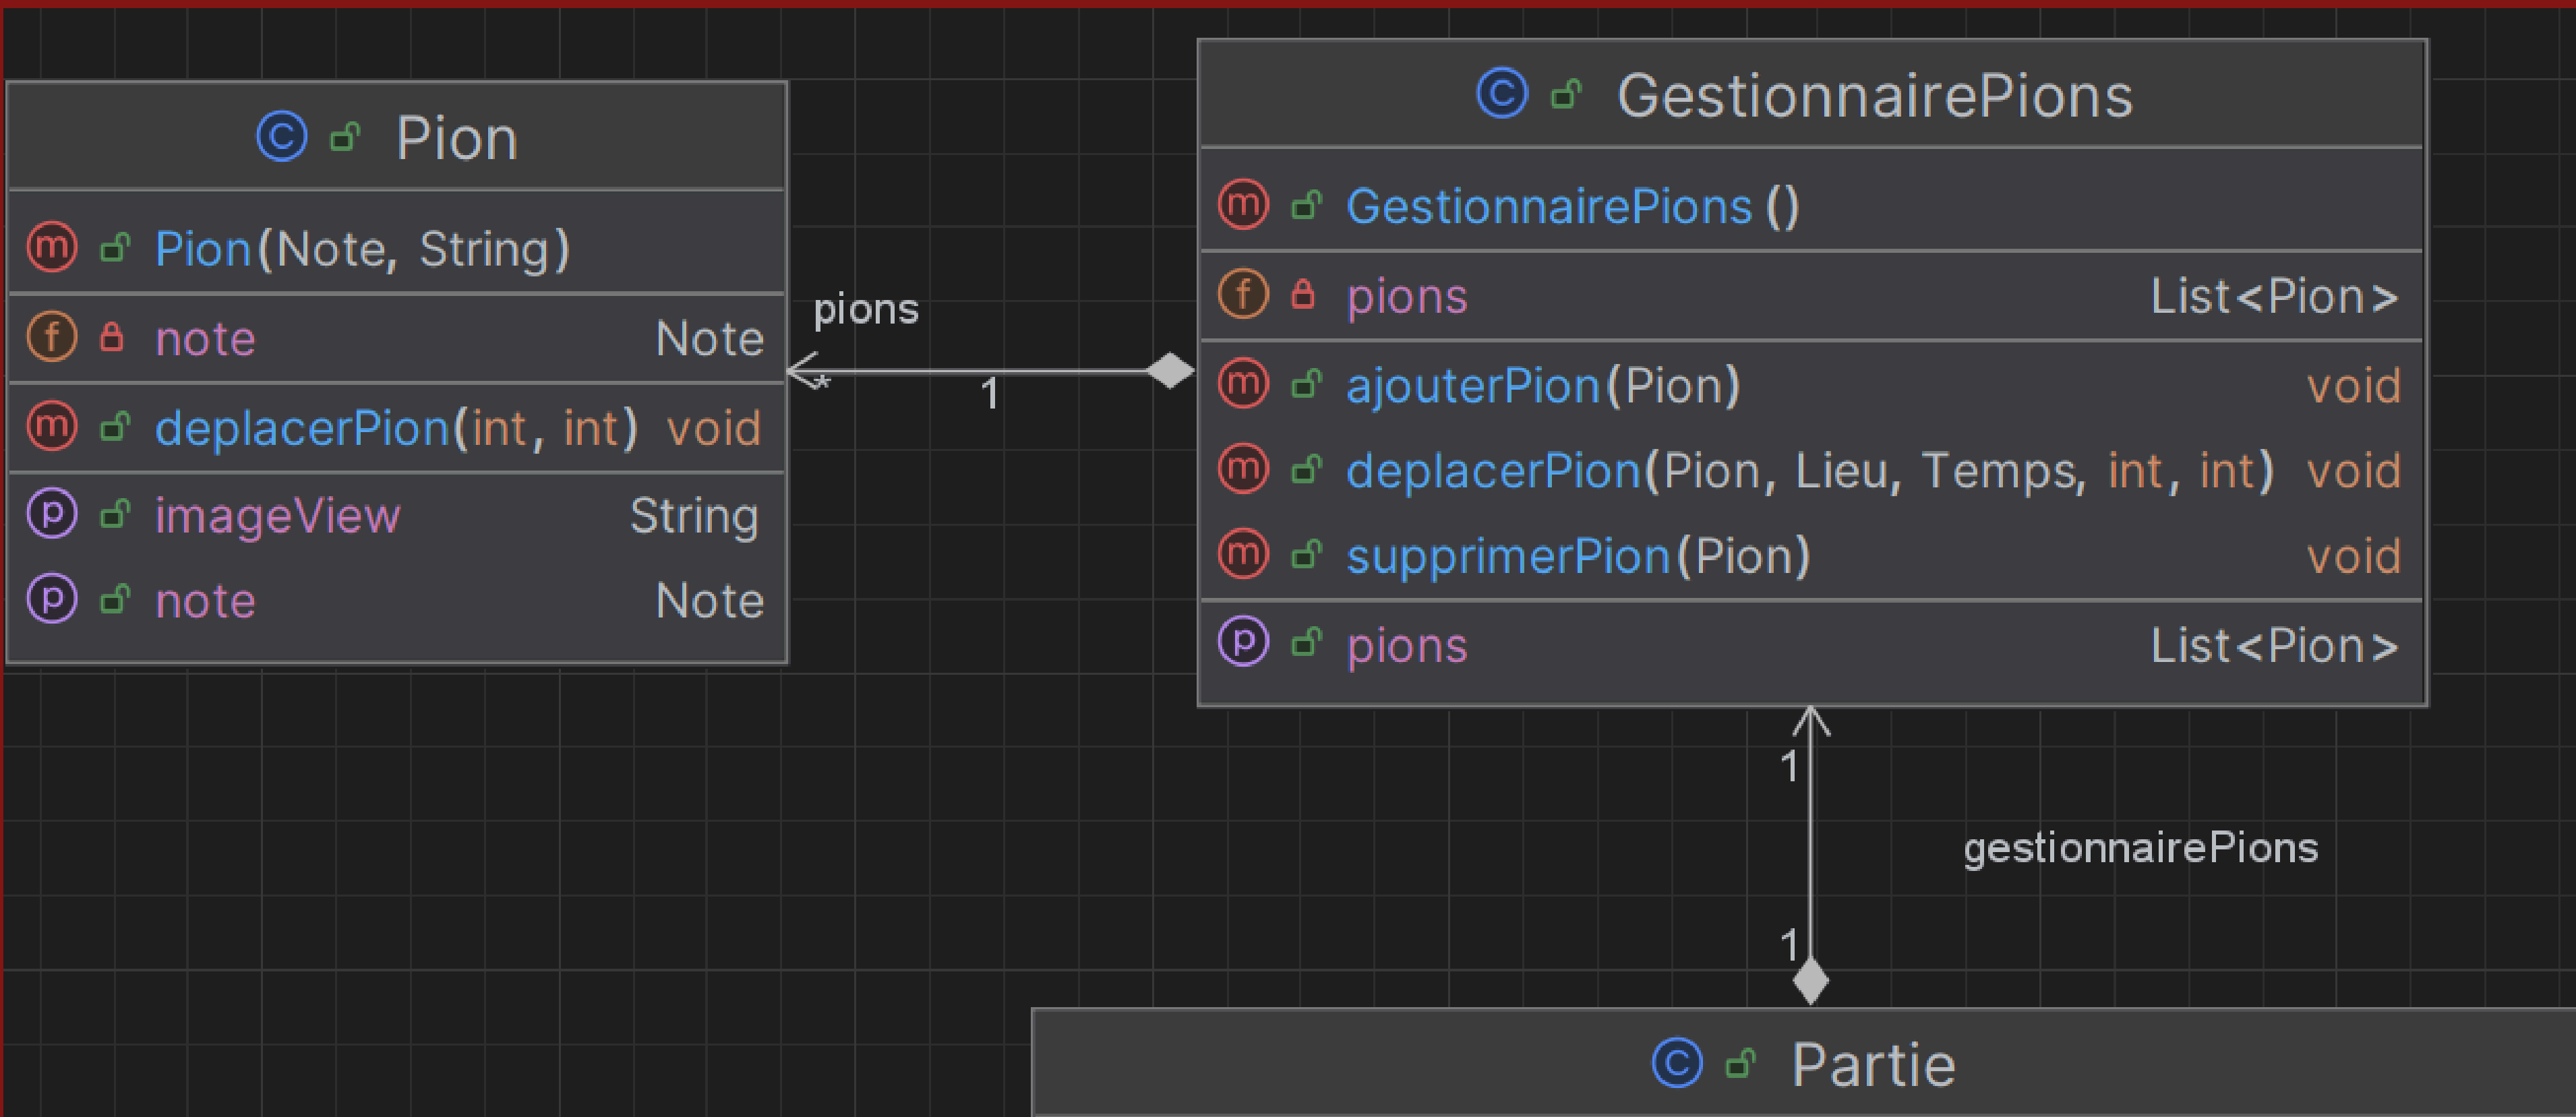 Pion
Pion(Note, String)
note Note
deplacerPion(int, int) void
imageView String
note Note
pions
*
1
GestionnairePions
GestionnairePions()
pions List<Pion>
ajouterPion(Pion) void
deplacerPion(Pion, Lieu, Temps, int, int) void
supprimerPion(Pion) void
pions List<Pion>
1
gestionnairePions
1
Partie